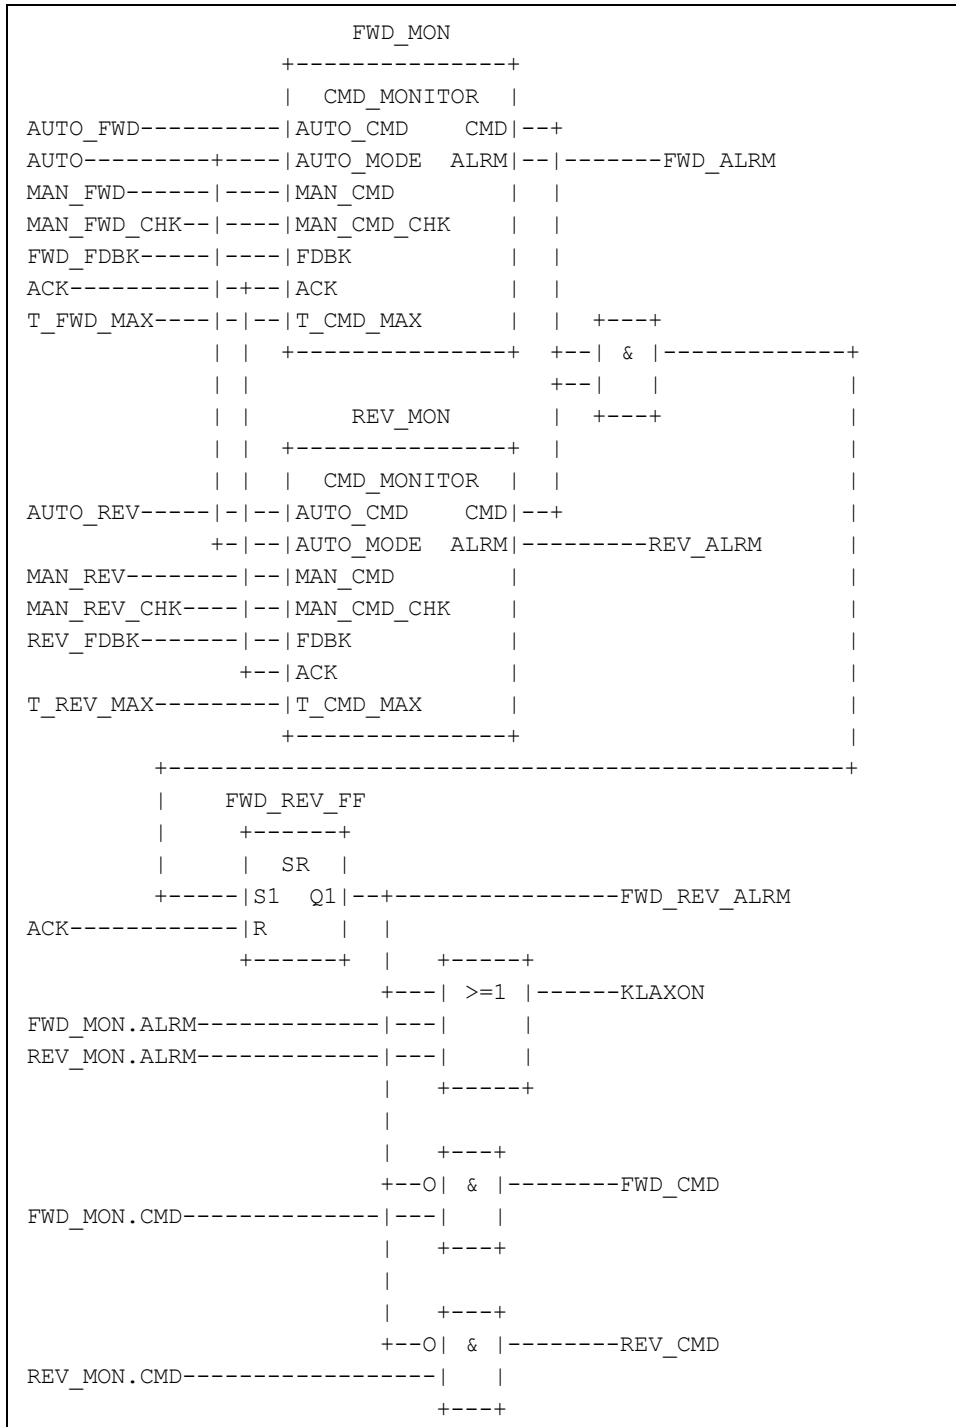 FWD_MON
                  +---------------+
                  |  CMD_MONITOR  |
AUTO_FWD----------|AUTO_CMD    CMD|--+
AUTO---------+----|AUTO_MODE  ALRM|--|-------FWD_ALRM
MAN_FWD------|----|MAN_CMD        |  |
MAN_FWD_CHK--|----|MAN_CMD_CHK    |  |
FWD_FDBK-----|----|FDBK           |  |
ACK----------|-+--|ACK            |  |
T_FWD_MAX----|-|--|T_CMD_MAX      |  |  +---+
             | |  +---------------+  +--| & |-------------+
             | |                     +--|   |             |
             | |       REV_MON       |  +---+             |
             | |  +---------------+  |                    |
             | |  |  CMD_MONITOR  |  |                    |
AUTO_REV-----|-|--|AUTO_CMD    CMD|--+                    |
             +-|--|AUTO_MODE  ALRM|---------REV_ALRM      |
MAN_REV--------|--|MAN_CMD        |                       |
MAN_REV_CHK----|--|MAN_CMD_CHK    |                       |
REV_FDBK-------|--|FDBK           |                       |
               +--|ACK            |                       |
T_REV_MAX---------|T_CMD_MAX      |                       |
                  +---------------+                       |
         +------------------------------------------------+
         |    FWD_REV_FF
         |     +------+
         |     |  SR  |
         +-----|S1  Q1|--+----------------FWD_REV_ALRM
ACK------------|R     |  |
               +------+  |   +-----+
                         +---| >=1 |------KLAXON
FWD_MON.ALRM-------------|---|     |
REV_MON.ALRM-------------|---|     |
                         |   +-----+
                         |
                         |   +---+
                         +--O| & |--------FWD_CMD
FWD_MON.CMD--------------|---|   |
                         |   +---+
                         |
                         |   +---+
                         +--O| & |--------REV_CMD
REV_MON.CMD------------------|   |
                             +---+